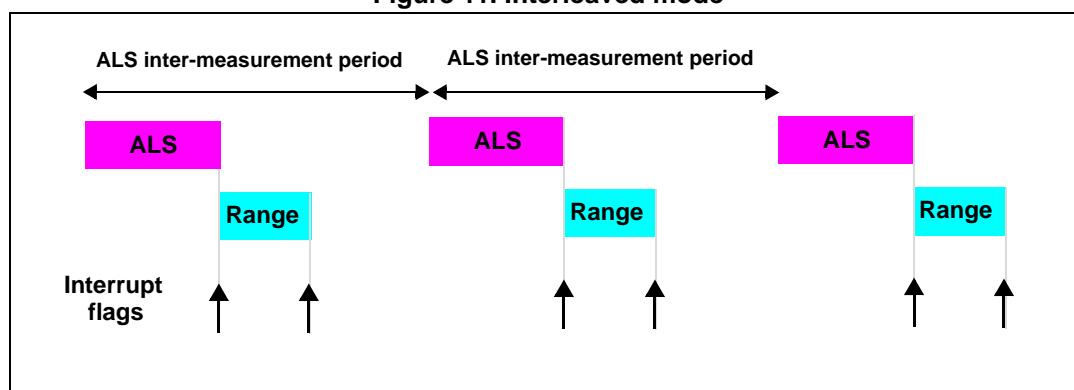 ALS inter-measurement period
ALS inter-measurement period
ALS
ALS
ALS
Range
Range
Range
Interrupt
flags